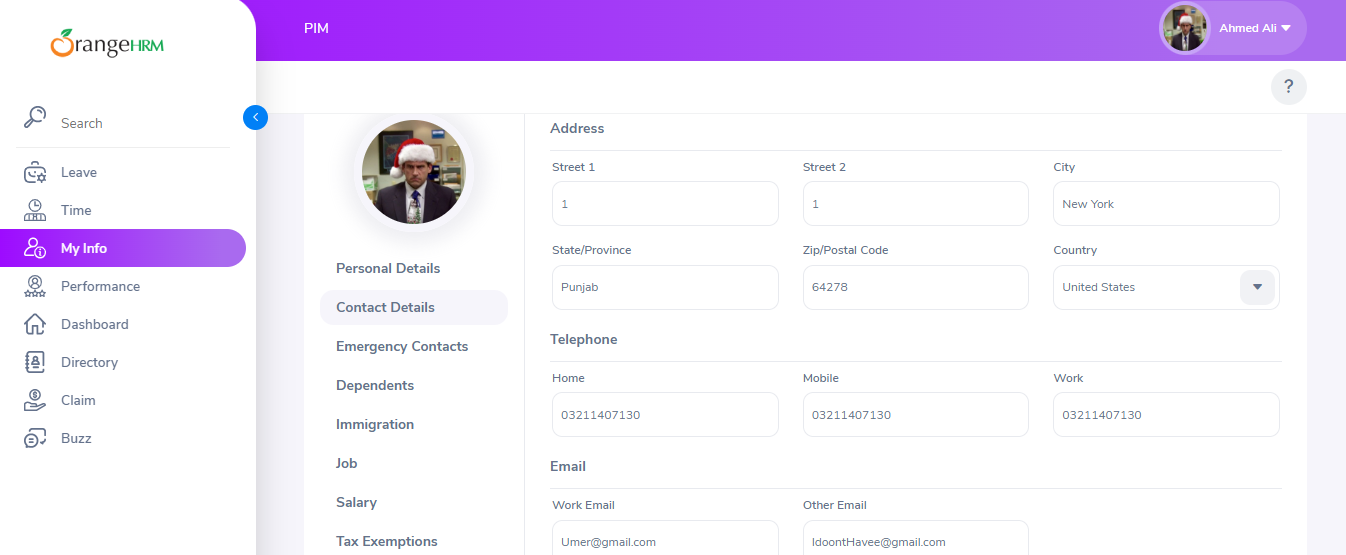 OrangeHRM
PIM
Ahmed Ali
?
Search
Leave
Time
My Info
Performance
Dashboard
Directory
Claim
Buzz
Personal Details
Contact Details
Emergency Contacts
Dependents
Immigration
Job
Salary
Tax Exemptions
Address
Street 1 Street 2 City
1 1 New York
State/Province Zip/Postal Code Country
Punjab 64278 United States
Telephone
Home Mobile Work
03211407130 03211407130 03211407130
Email
Work Email Other Email
Umer@gmail.com IdoontHavee@gmail.com